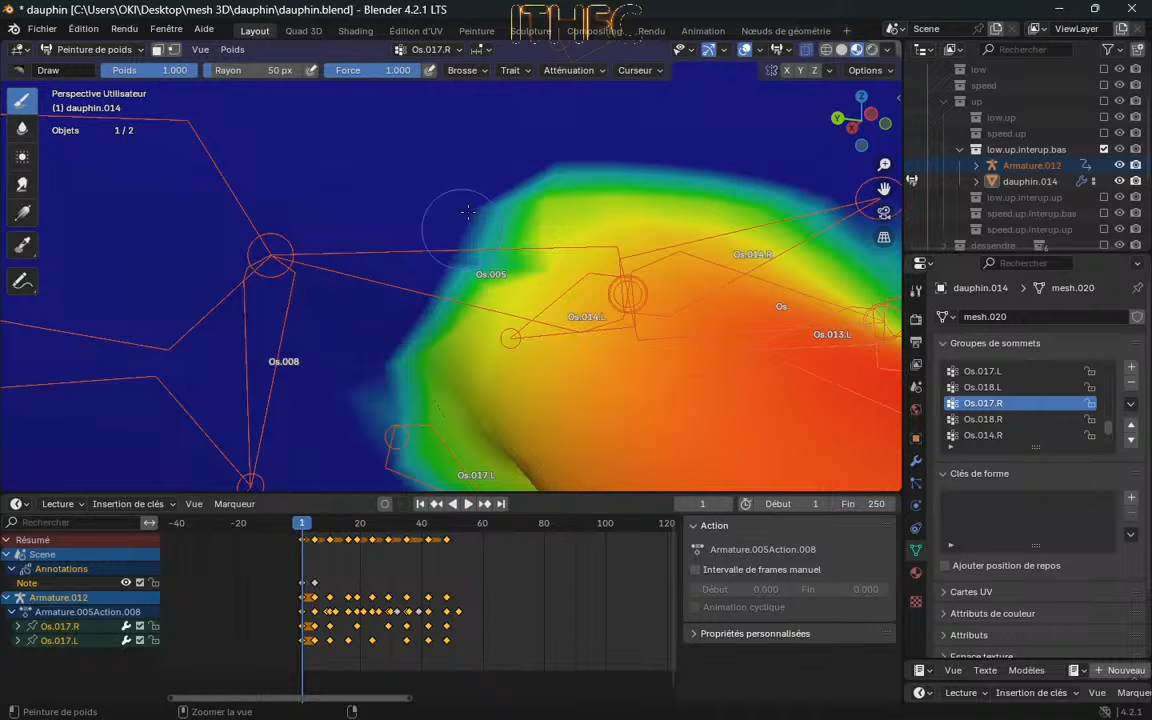 * dauphin [C:\Users\OKI\Desktop\mesh 3D\dauphin\dauphin.blend] - Blender 4.2.1 LTS
Fichier Édition Rendu Fenêtre Aide Layout Quad 3D Shading Édition UV Peinture Sculpture Compositing Nœuds de géométrie Scene ViewLayer
ITHEC
Peinture de poids Vue Poids Os.017.R Rechercher
Draw Poids 1.000 Rayon 50 px Force 1.000 Brosse Trait Atténuation Curseur X Y Z Options
Perspective Utilisateur
(1) dauphin.014
Objets 1 / 2
Z
Y
X
Os.005
Os.014.R
Os.014.L
Os
Os.013.L
Os.008
Os.017.L
low
speed
up
low.up
speed.up
low.up.interup.bas
Armature.012
dauphin.014
low.up.interup.up
speed.up.interup.bas
speed.up.interup.up
dessendre
Rechercher
dauphin.014 mesh.020
mesh.020
Groupes de sommets
Os.017.L
Os.018.L
Os.017.R
Os.018.R
Os.014.R
Clés de forme
Ajouter position de repos
Cartes UV
Attributs de couleur
Attributs
Espace texture
Vue Texte Modèles Nouveau
Lecture Insertion de clés Vue Marqueur
Lecture Insertion de clés Vue Marqueur 1 Début 1 Fin 250
Rechercher -40 -20 1 20 40 60 80 100 120
Résumé
Scene
Annotations
Note
Armature.012
Armature.005Action.008
Os.017.R
Os.017.L
Action
Armature.005Action.008
Intervalle de frames manuel
Début 0.000 Fin 0.000
Animation cyclique
Propriétés personnalisées
Peinture de poids Zoomer la vue 4.2.1